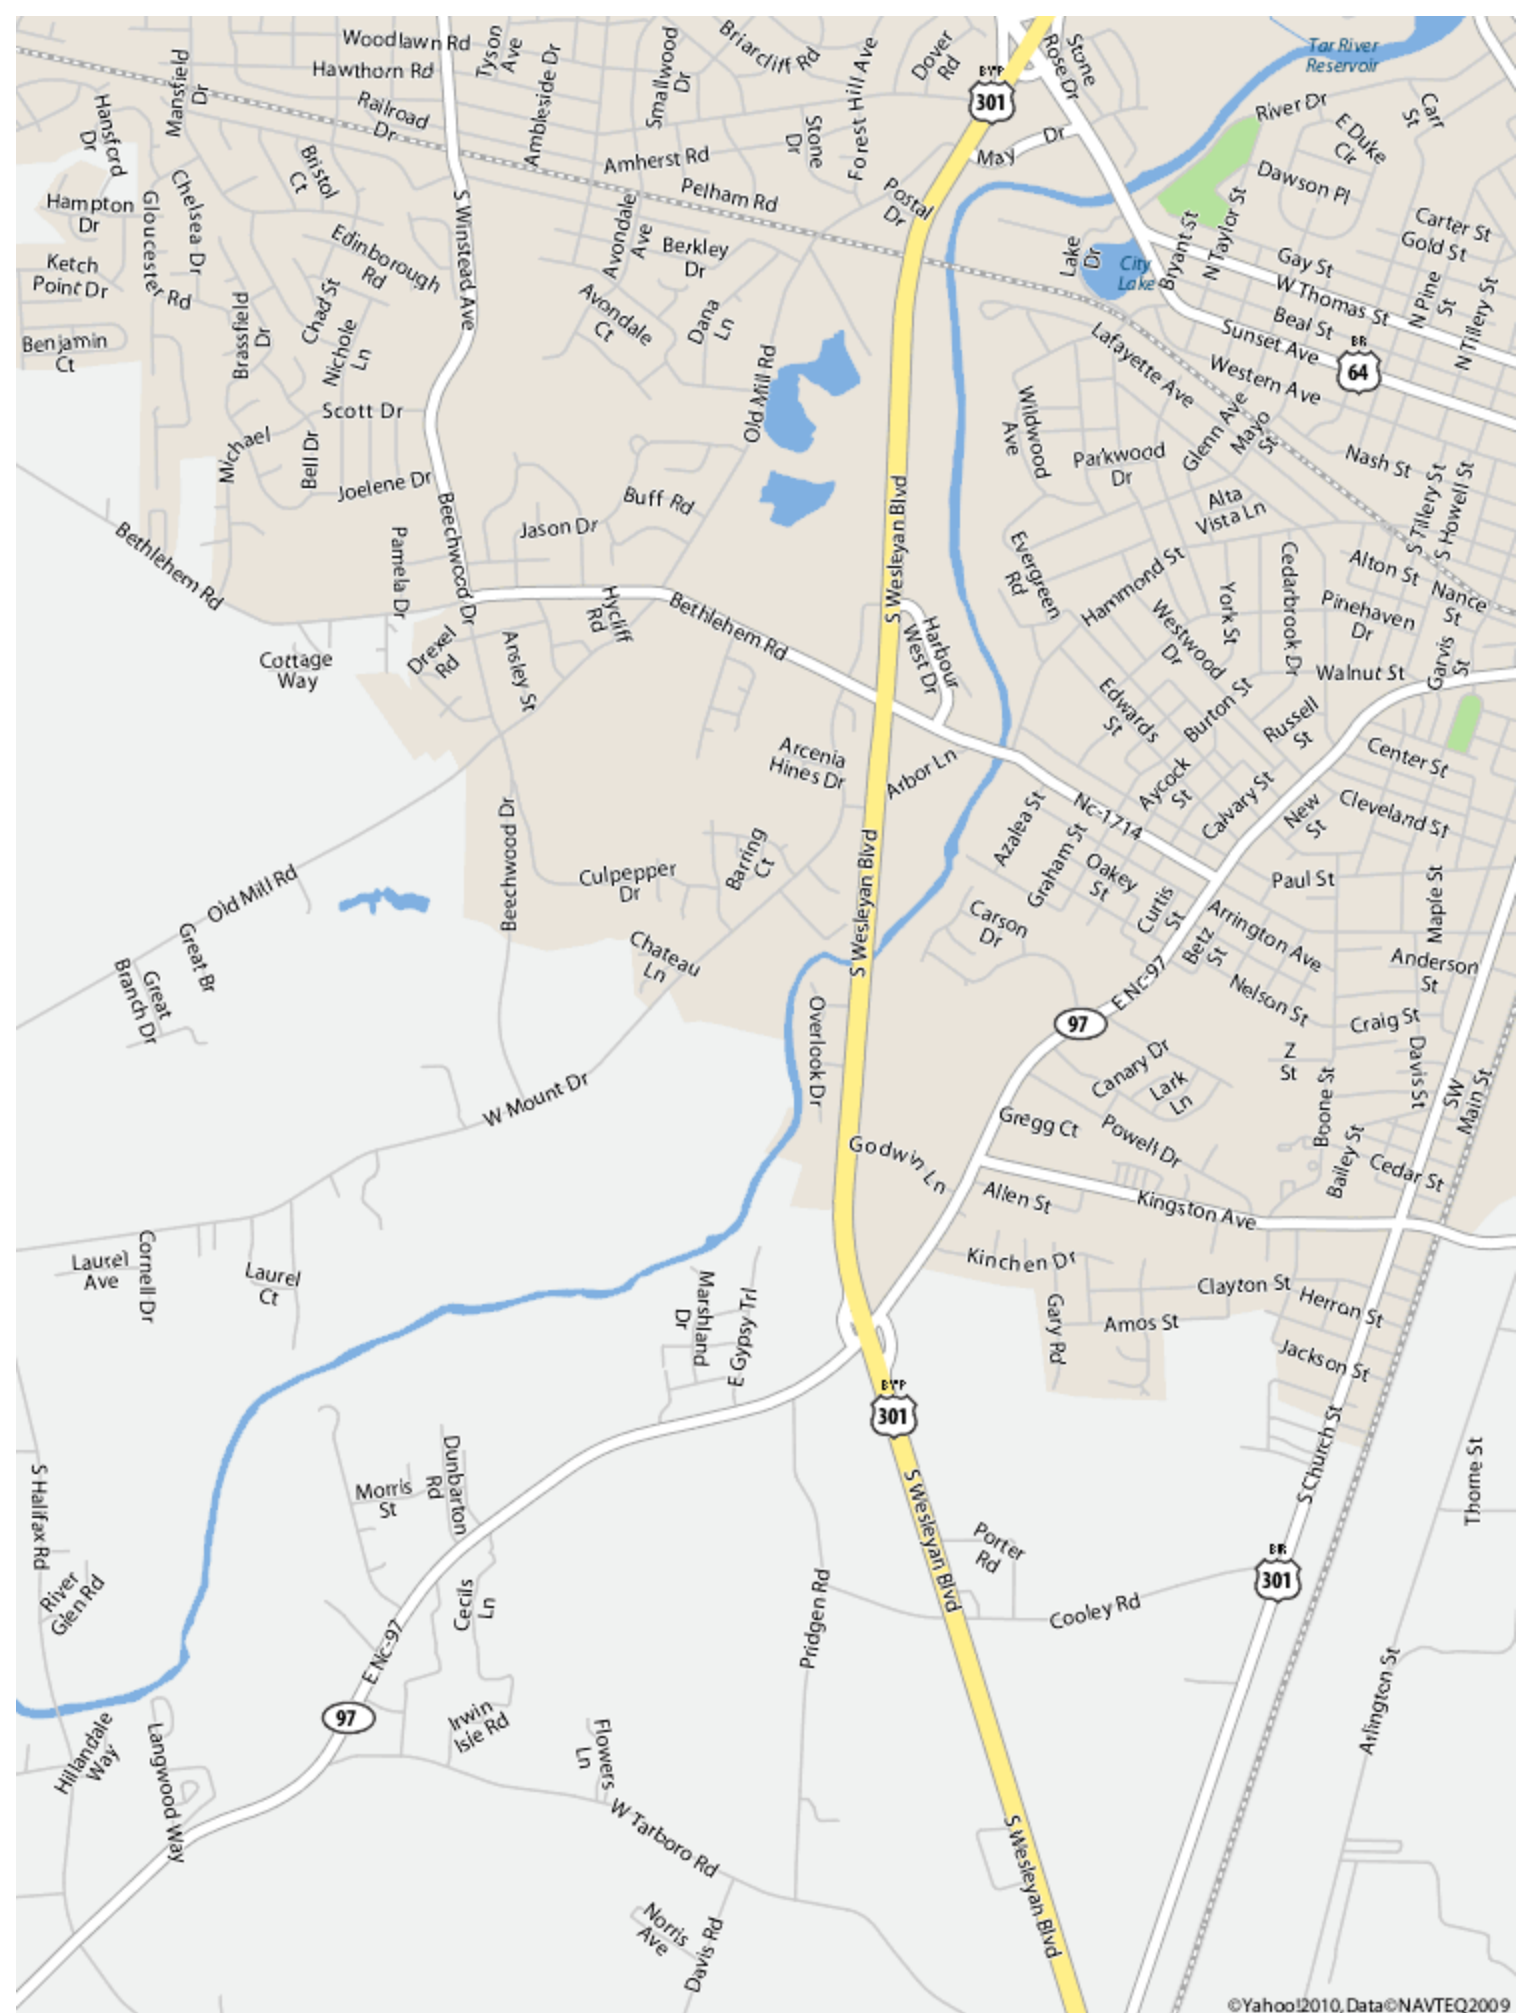 Woodlawn Rd
Hawthorn Rd
Railroad
Dr
Mansfield
Dr
Hansford
Dr
Tyson
Ave
Ambleside Dr
Smallwood
Dr
Briarcliff Rd
Forest Hill Ave
Dover
Rd
Stone
Rose Dr
BYP
301
Tar River
Reservoir
River Dr
Carr
St
E Duke
Cir
Dawson Pl
May Dr
Stone
Dr
Amherst Rd
Pelham Rd
Postal
Dr
Bristol
Ct
Chelsea Dr
Gloucester Rd
Hampton
Dr
Ketch
Point Dr
Benjamin
Ct
Edinborough
Rd
S Winstead Ave
Avondale
Ave
Berkley
Dr
Avondale
Ct
Dana
Ln
Old Mill Rd
Lake
Dr
City
Lake
Bryant St
N Taylor St
Carter St
Gold St
Gay St
W Thomas St
N Pine
St
N Tillery St
Beal St
Sunset Ave
BR
64
Western Ave
Lafayette Ave
Brassfield
Dr
Chad St
Nichole
Ln
Scott Dr
Michael
Bell Dr
Joelene Dr
Wildwood
Ave
Parkwood
Dr
Glenn Ave
Mayo
St
Nash St
S Tillery St
S Howell St
Alta
Vista Ln
Buff Rd
Jason Dr
S Wesleyan Blvd
Beechwood Dr
Pamela Dr
Bethlehem Rd
Evergreen
Rd
Hammond St
Cedarbrook Dr
Alton St
Nance
St
York St
Pinehaven
Dr
Westwood
Dr
Walnut St
Garvis
St
Hycliff
Rd
Bethlehem Rd
Harbour
West Dr
Cottage
Way
Drexel
Rd
Ansley St
Edwards
St
Burton St
Russell
St
Center St
Arcenia
Hines Dr
Arbor Ln
Aycock
St
Calvary St
New
St
Cleveland St
Nc-1714
Azalea St
Graham St
Oakey
St
Curtis
St
Paul St
Maple St
Beechwood Dr
Culpepper
Dr
Barring
Ct
S Wesleyan Blvd
Old Mill Rd
Great Br
Great
Branch Dr
Chateau
Ln
Carson
Dr
Betz
St
Arrington Ave
Anderson
St
E Nc-97
Nelson St
97
Craig St
Overlook Dr
W Mount Dr
Canary Dr
Lark
Ln
Z
St
Davis St
SW
Main St
Boone St
Gregg Ct
Powell Dr
Godwin Ln
Bailey St
Cedar St
Allen St
Kingston Ave
Laurel
Ave
Cornell Dr
Laurel
Ct
Marshland
Dr
E Gypsy Trl
Kinchen Dr
Clayton St
Herron St
Gary Rd
Amos St
Jackson St
BYP
301
S Church St
Thorne St
S Halifax Rd
Morris
St
Dunbarton
Rd
S Wesleyan Blvd
Porter
Rd
BR
301
River
Glen Rd
Cecils
Ln
Pridgen Rd
Cooley Rd
E Nc-97
97
Irwin
Isle Rd
Arlington St
Hillandale
Way
Langwood Way
Flowers
Ln
W Tarboro Rd
S Wesleyan Blvd
Norris
Ave
Davis Rd
©Yahoo!2010, Data©NAVTEQ2009